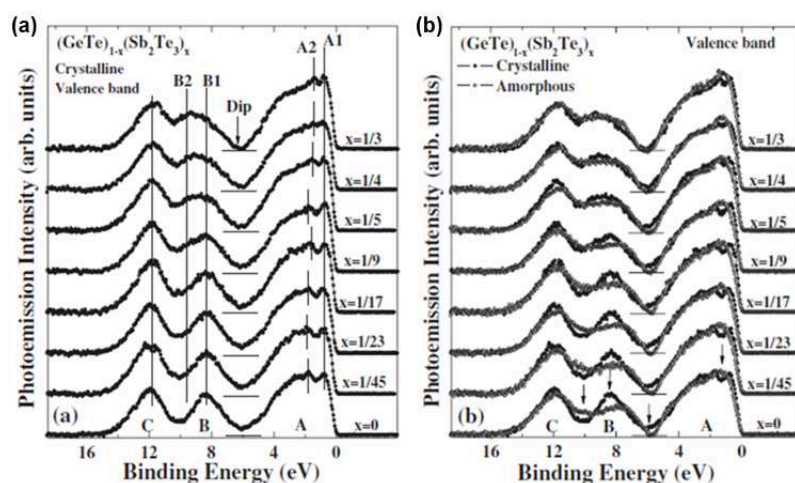 (a)
(GeTe)1-x(Sb2Te3)x
Crystalline
Valence band
A2
A1
B2 B1
Dip
x=1/3
x=1/4
x=1/5
x=1/9
x=1/17
x=1/23
x=1/45
x=0
(a)
C
B
A
16
12
8
4
0
Binding Energy (eV)
Photoemission Intensity (arb. units)
(b)
(GeTe)1-x(Sb2Te3)x
Valence band
Crystalline
Amorphous
x=1/3
x=1/4
x=1/5
x=1/9
x=1/17
x=1/23
x=1/45
x=0
(b)
C
B
A
16
12
8
4
0
Binding Energy (eV)
Photoemission Intensity (arb. units)